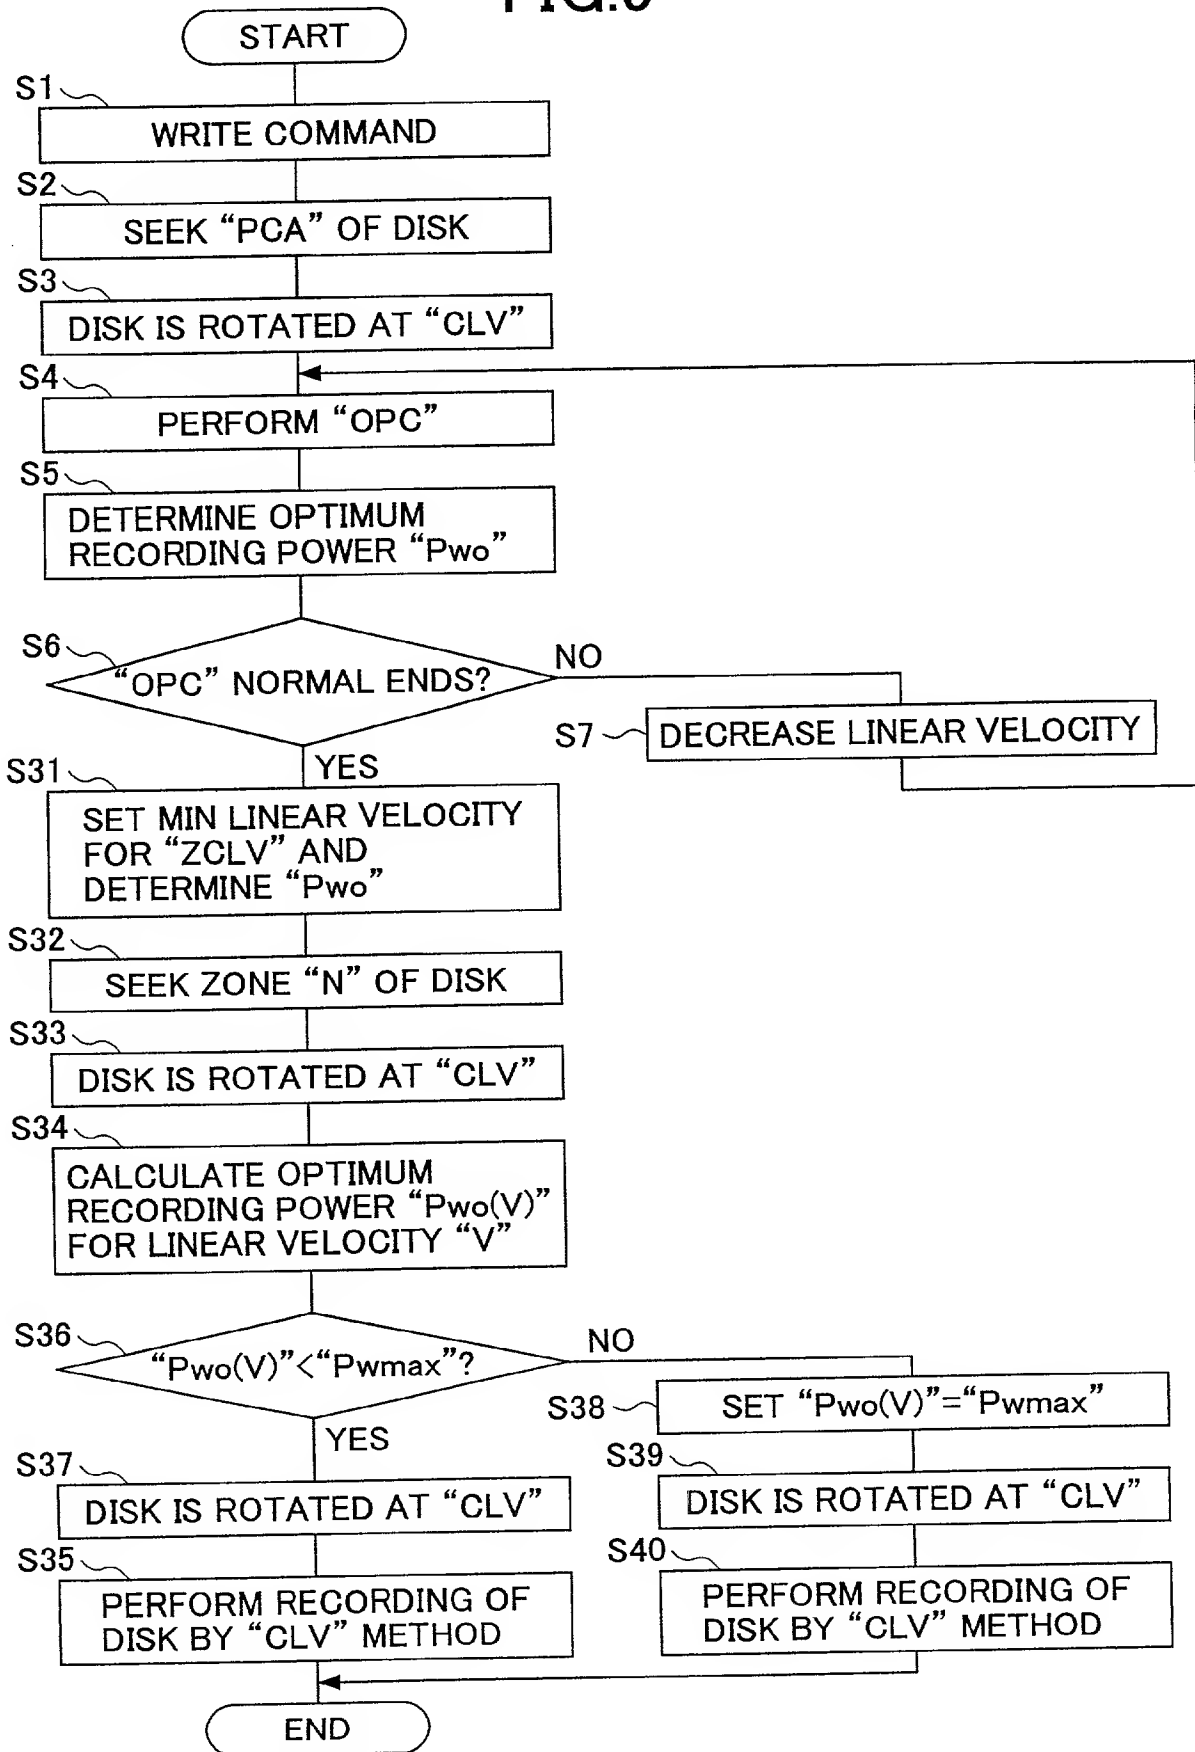 START
S1
WRITE COMMAND
S2
SEEK “PCA” OF DISK
S3
DISK IS ROTATED AT “CLV”
S4
PERFORM “OPC”
S5
DETERMINE OPTIMUM
RECORDING POWER “Pwo”
S6
“OPC” NORMAL ENDS?
NO
S7
DECREASE LINEAR VELOCITY
YES
S31
SET MIN LINEAR VELOCITY
FOR “ZCLV” AND
DETERMINE “Pwo”
S32
SEEK ZONE “N” OF DISK
S33
DISK IS ROTATED AT “CLV”
S34
CALCULATE OPTIMUM
RECORDING POWER “Pwo(V)”
FOR LINEAR VELOCITY “V”
S36
“Pwo(V)”<“Pwmax”?
NO
S38
SET “Pwo(V)”=“Pwmax”
YES
S37
DISK IS ROTATED AT “CLV”
S39
DISK IS ROTATED AT “CLV”
S35
PERFORM RECORDING OF
DISK BY “CLV” METHOD
S40
PERFORM RECORDING OF
DISK BY “CLV” METHOD
END